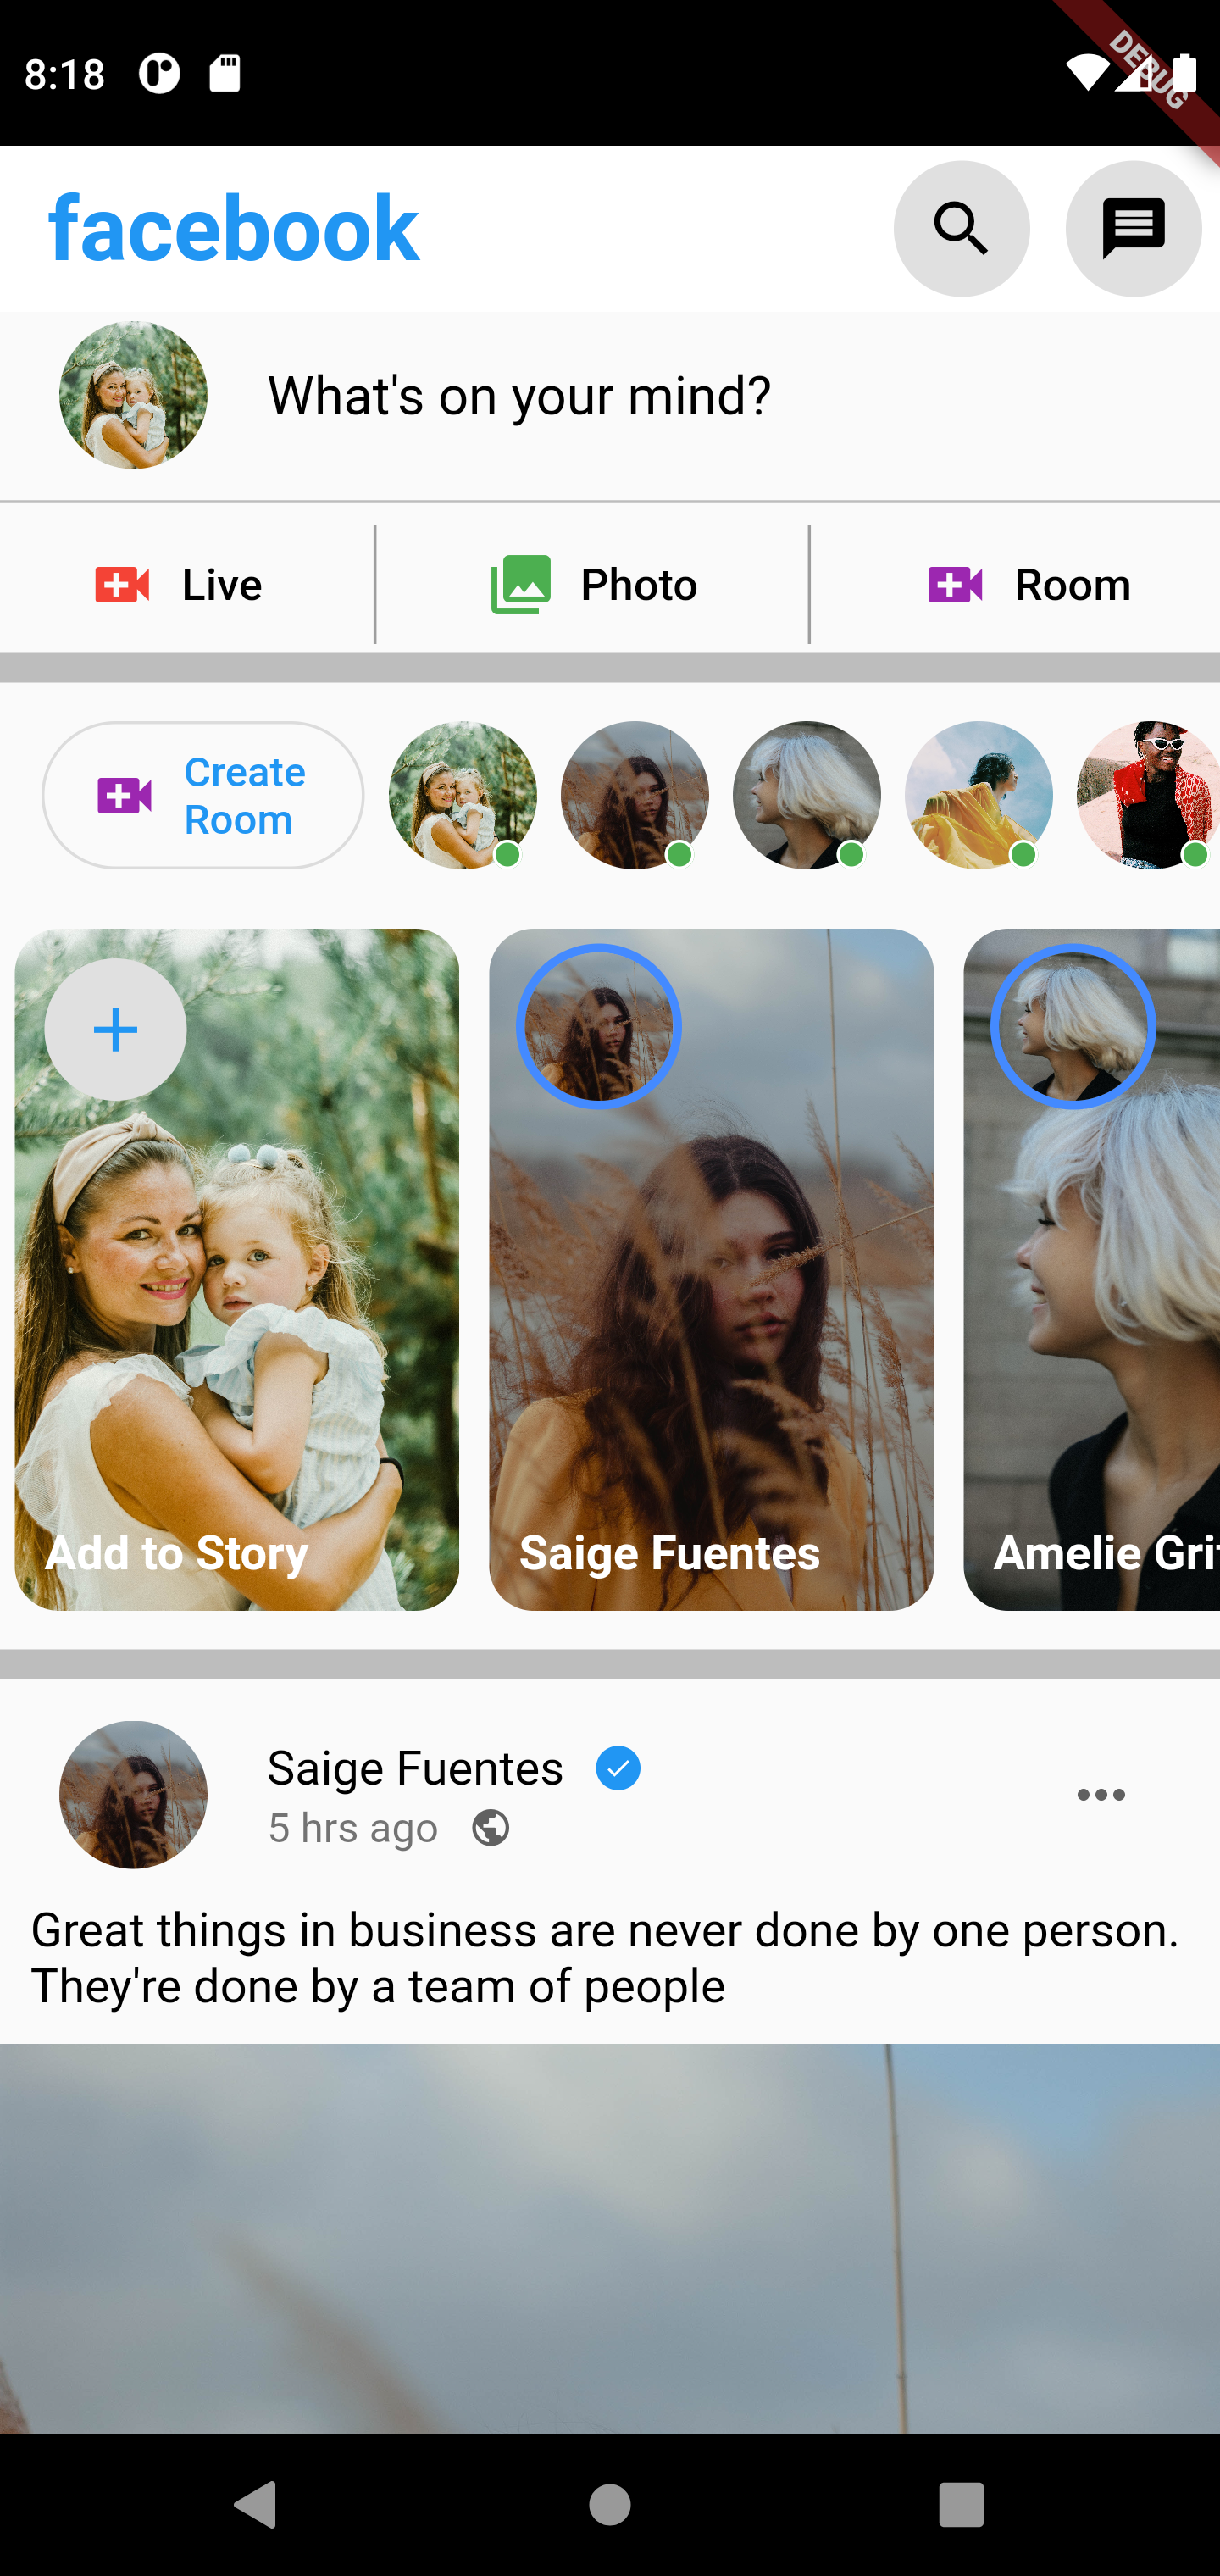 8:18
DEBUG
facebook
What's on your mind?
Live
Photo
Room
Create
Room
Add to Story
Saige Fuentes
Amelie
Saige Fuentes
5 hrs ago
Great things in business are never done by one person.
They're done by a team of people